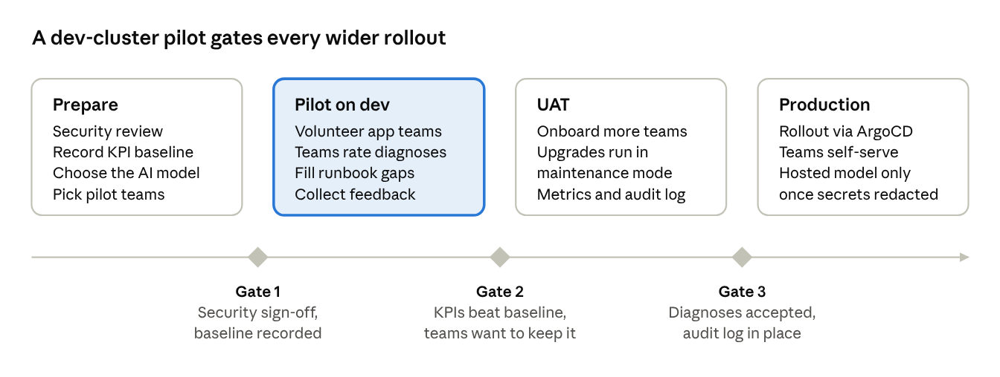 A dev-cluster pilot gates every wider rollout
Prepare
Security review
Record KPI baseline
Choose the AI model
Pick pilot teams
Pilot on dev
Volunteer app teams
Teams rate diagnoses
Fill runbook gaps
Collect feedback
UAT
Onboard more teams
Upgrades run in
maintenance mode
Metrics and audit log
Production
Rollout via ArgoCD
Teams self-serve
Hosted model only
once secrets redacted
Gate 1
Security sign-off,
baseline recorded
Gate 2
KPIs beat baseline,
teams want to keep it
Gate 3
Diagnoses accepted,
audit log in place